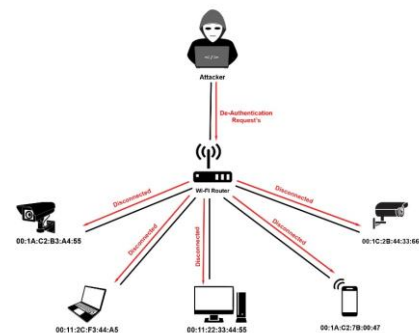 Attacker
De-Authentication
Request's
Wi-Fi Router
Disconnected
Disconnected
Disconnected
Disconnected
Disconnected
00:1A:C2:B3:A4:55
00:1C:2B:44:33:66
00:11:2C:F3:44:A5
00:11:22:33:44:55
00:1A:C2:7B:00:47